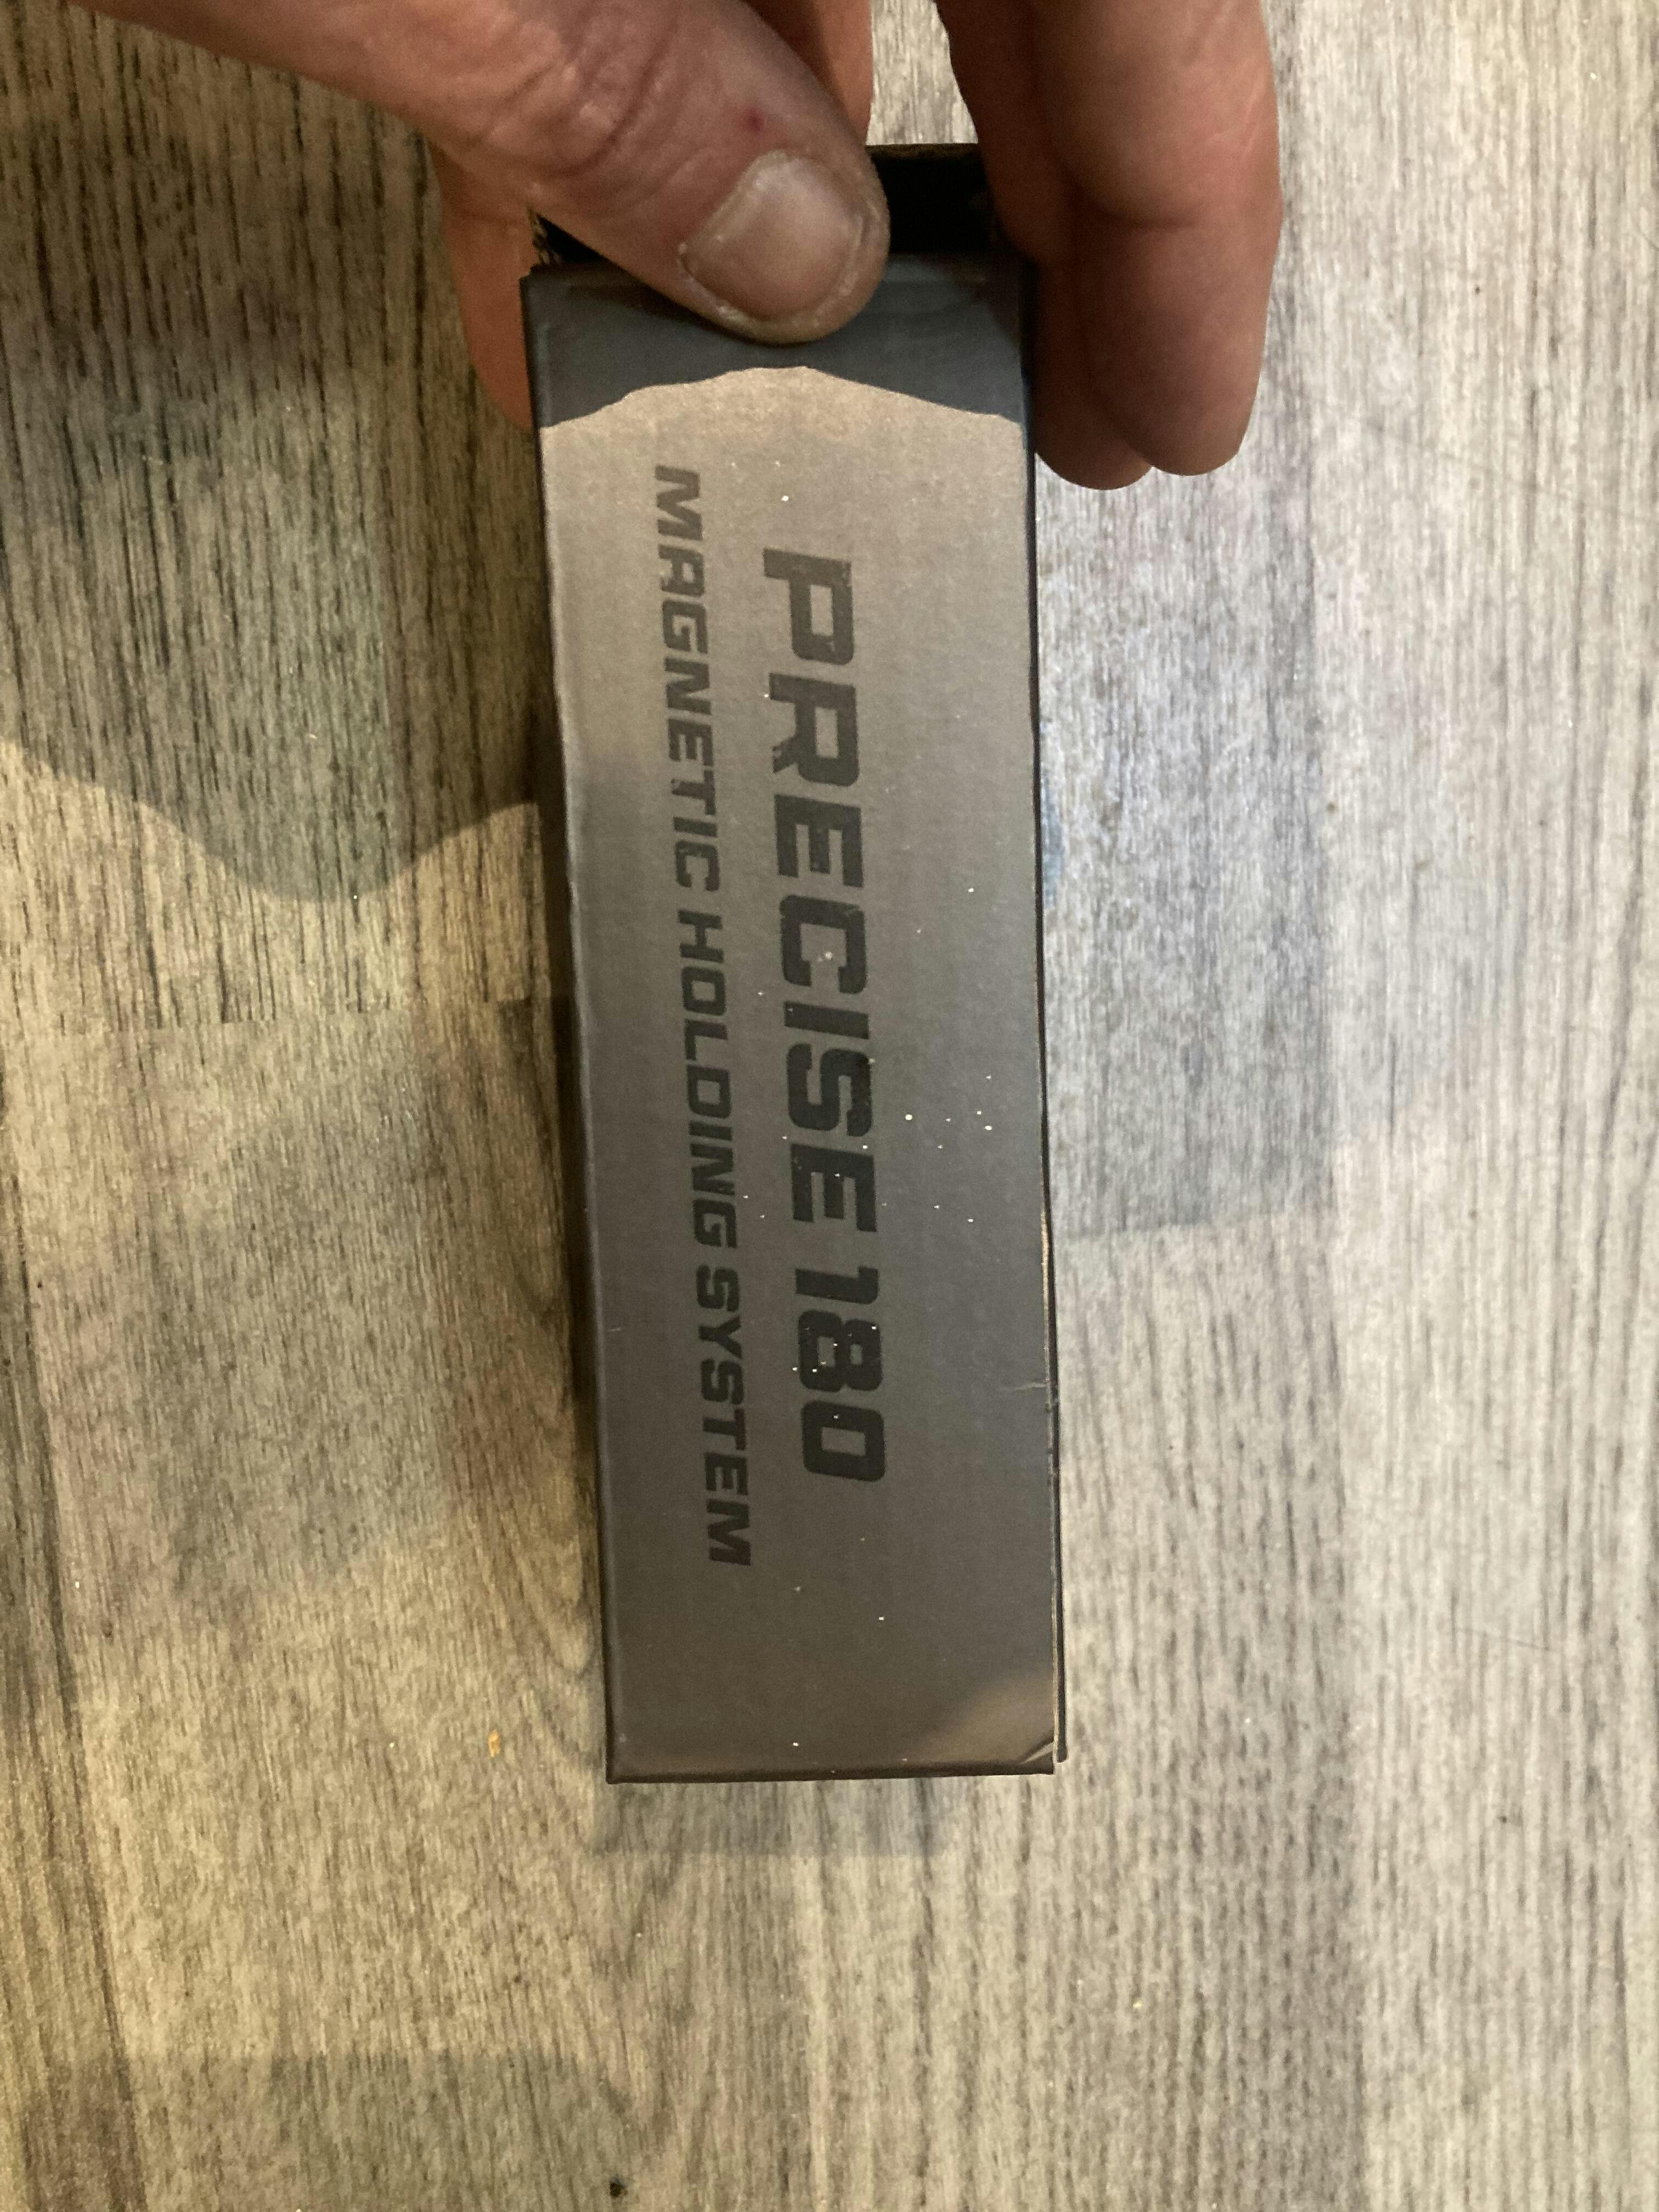 PRECISE 180
MAGNETIC HOLDING SYSTEM